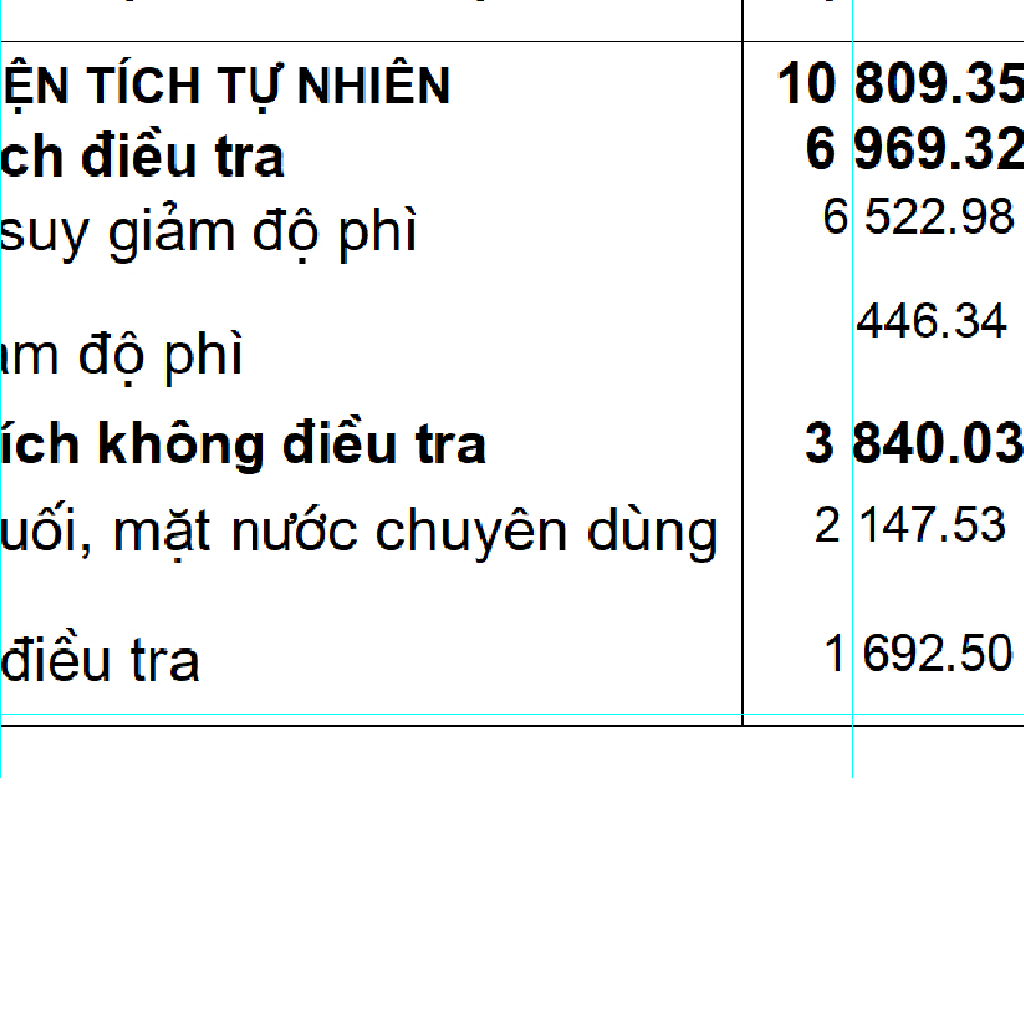 ỆN TÍCH TỰ NHIÊN 10 809.35
ch điều tra 6 969.32
suy giảm độ phì 6 522.98
ảm độ phì 446.34
ích không điều tra 3 840.03
uối, mặt nước chuyên dùng 2 147.53
điều tra 1 692.50